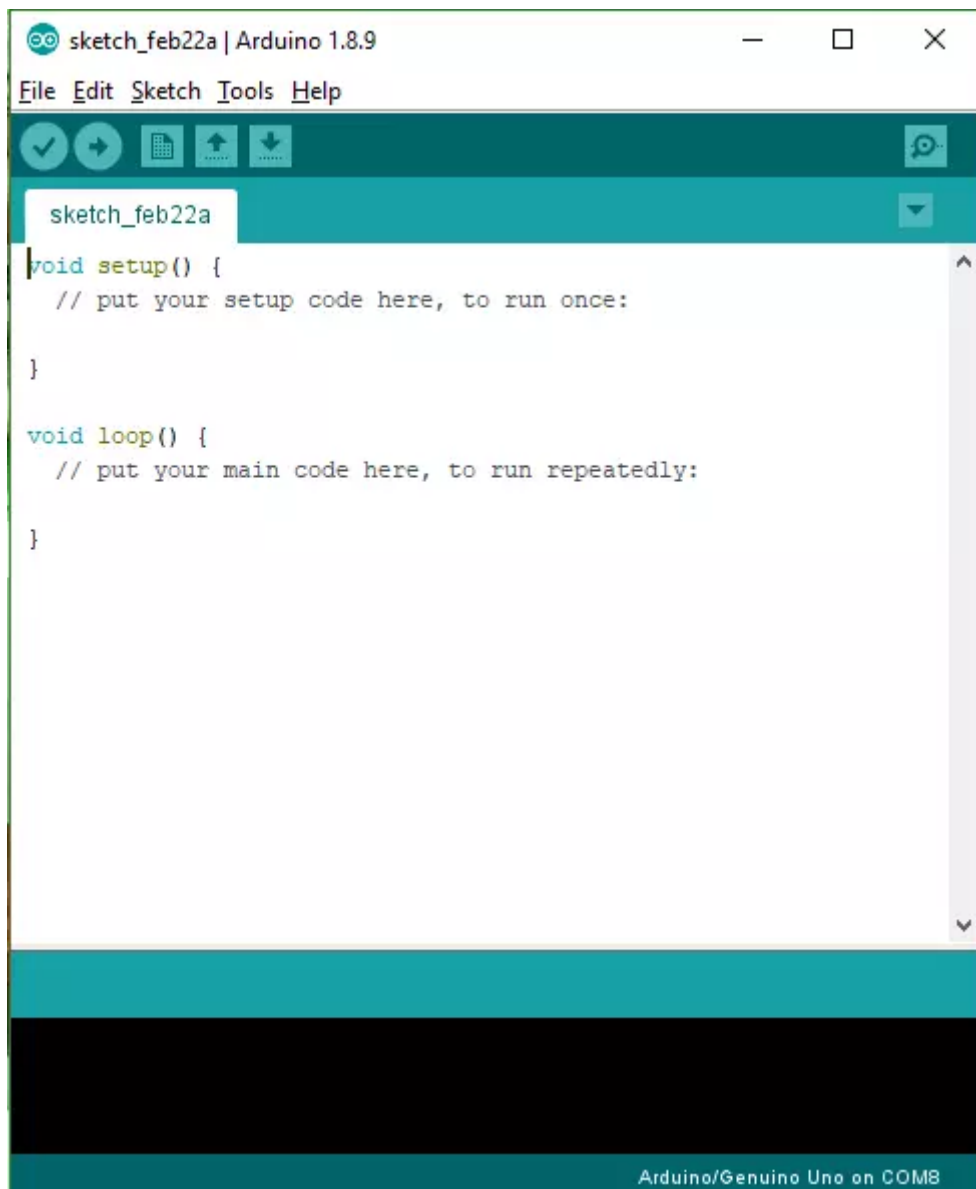 sketch_feb22a | Arduino 1.8.9
File Edit Sketch Tools Help
sketch_feb22a
void setup() {
  // put your setup code here, to run once:
}
void loop() {
  // put your main code here, to run repeatedly:
}
Arduino/Genuino Uno on COM8